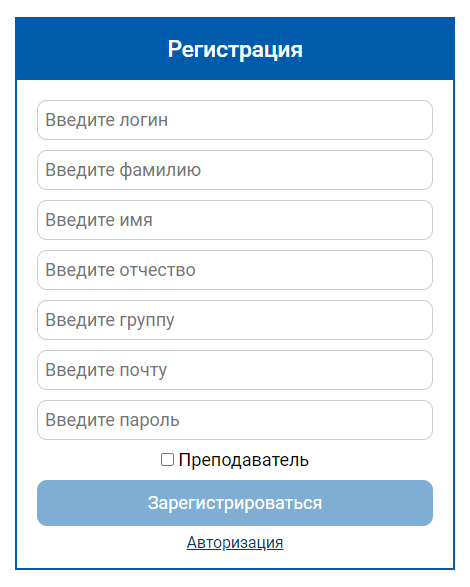 Регистрация
Введите логин
Введите фамилию
Введите имя
Введите отчество
Введите группу
Введите почту
Введите пароль
Преподаватель
Зарегистрироваться
Авторизация